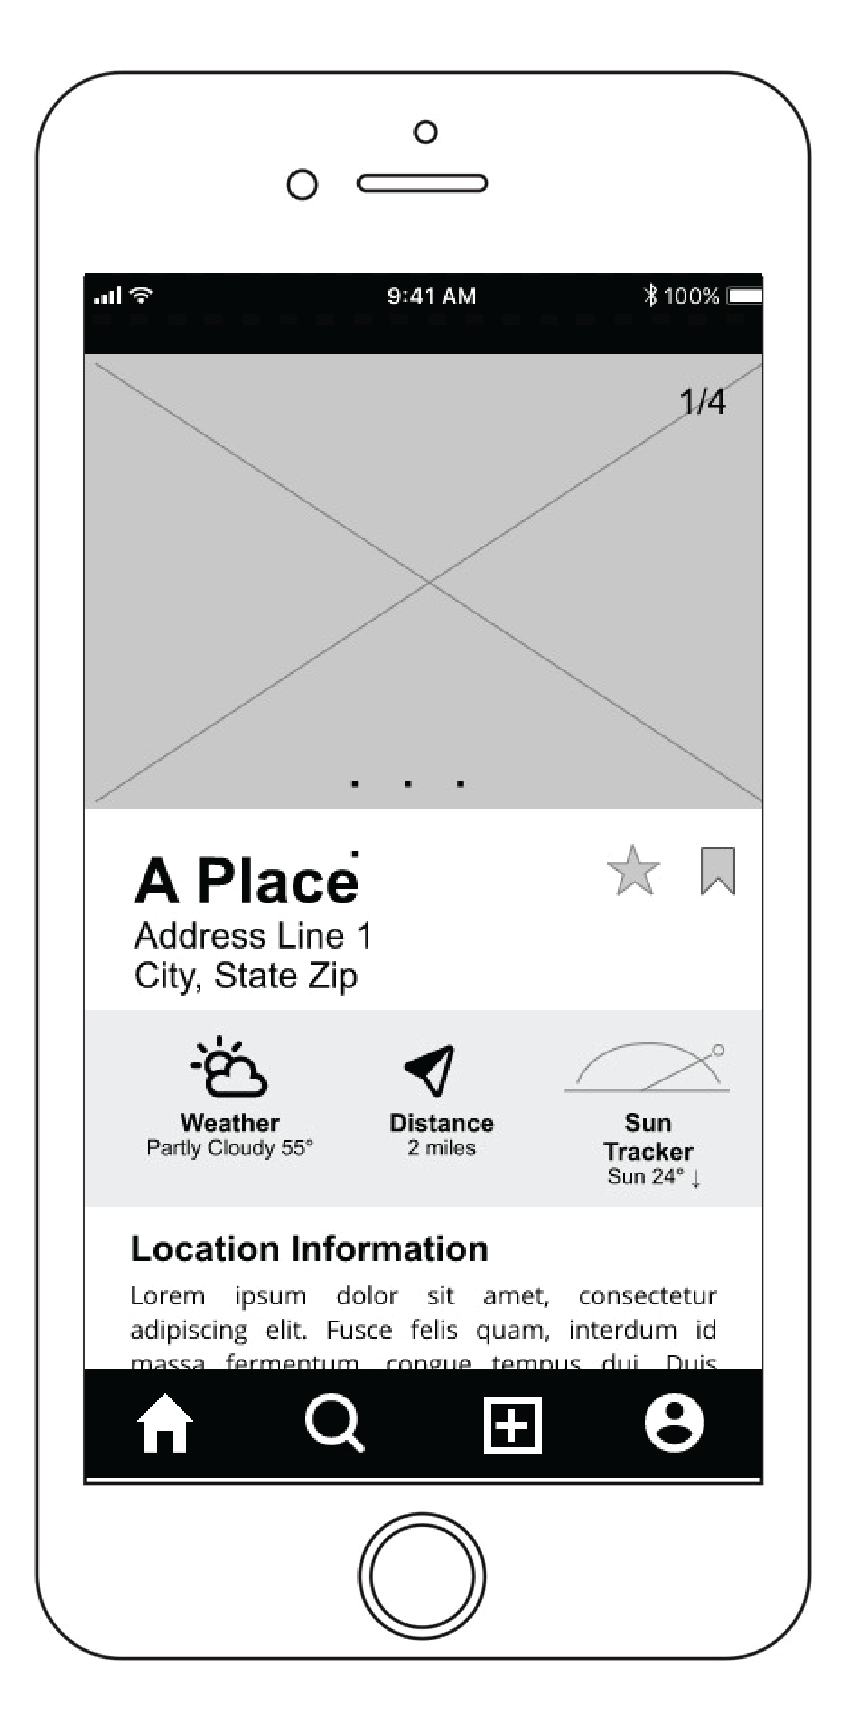 9:41 AM
100%
1/4
A Place
Address Line 1
City, State Zip
Weather
Partly Cloudy 55°
Distance
2 miles
Sun
Tracker
Sun 24° ↓
Location Information
Lorem ipsum dolor sit amet, consectetur
adipiscing elit. Fusce felis quam, interdum id
massa fermentum, congue tempus dui. Duis